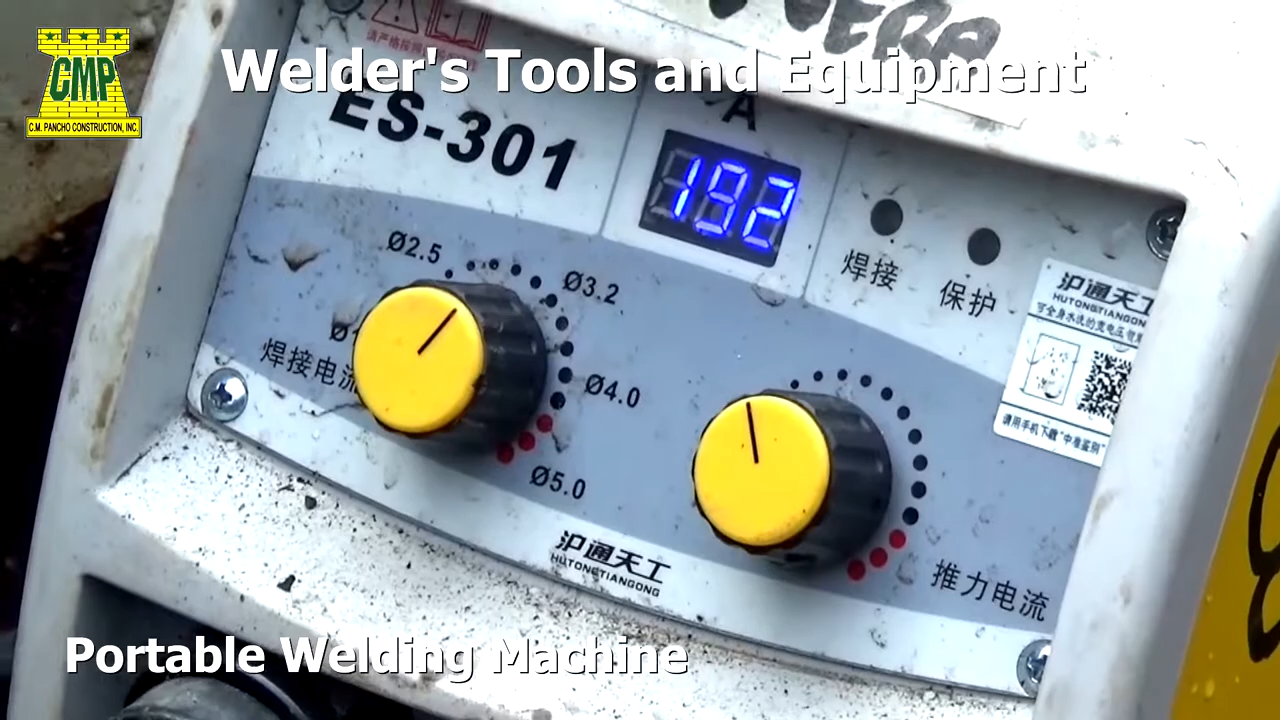 Welder's Tools and Equipment
CMP
C.M. PANCHO CONSTRUCTION, INC.
ES-301
A
192
焊接
保护
沪通天工
HUTONGTIANGON
Ø2.5
Ø3.2
Ø4.0
Ø5.0
焊接电流
推力电流
沪通天工
HUTONGTIANGONG
Portable Welding Machine